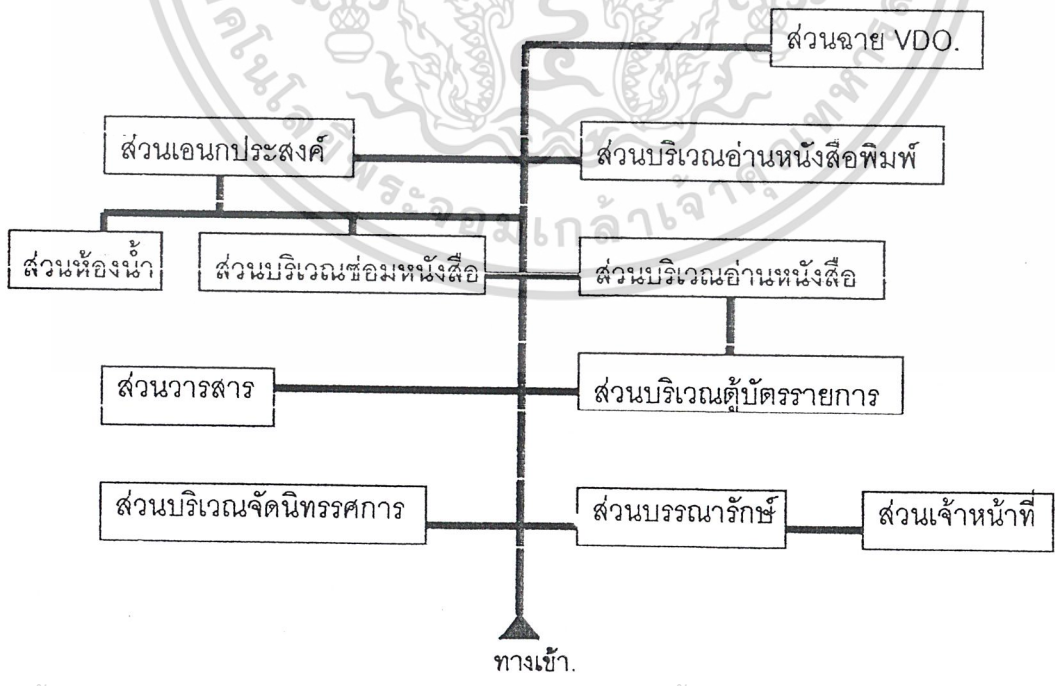 ส่วนฉาย VDO.
ส่วนเอนกประสงค์
ส่วนบริเวณอ่านหนังสือพิมพ์
ส่วนห้องน้ำ
ส่วนบริเวณซ่อมหนังสือ
ส่วนบริเวณอ่านหนังสือ
ส่วนวารสาร
ส่วนบริเวณตู้บัตรรายการ
ส่วนบริเวณจัดนิทรรศการ
ส่วนบรรณารักษ์
ส่วนเจ้าหน้าที่
ทางเข้า.